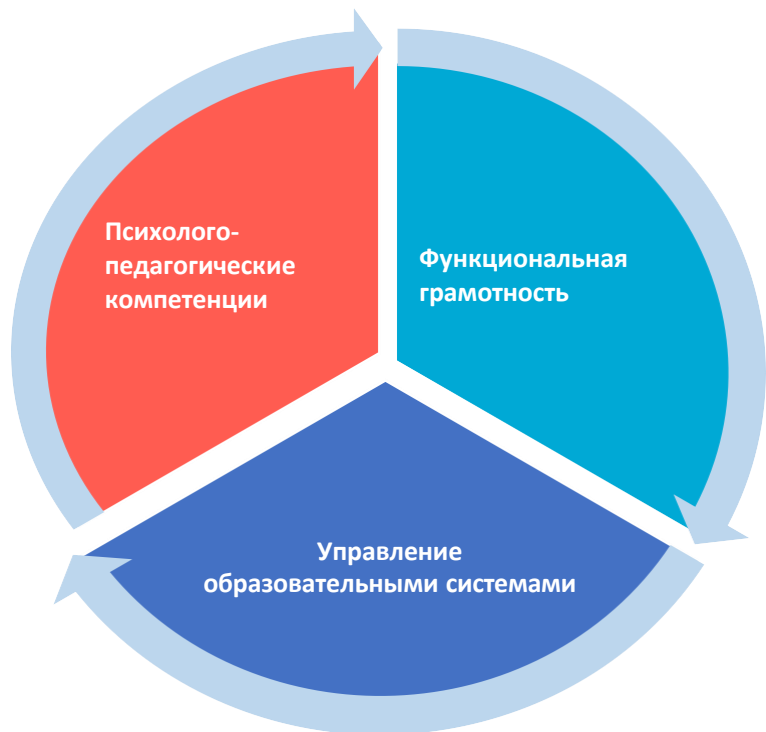 Психолого-
педагогические
компетенции
Функциональная
грамотность
Управление
образовательными системами